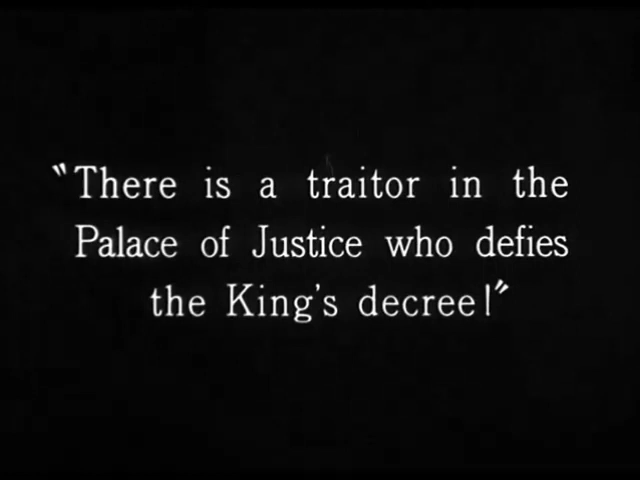 "There is a traitor in the
Palace of Justice who defies
the King's decree!"